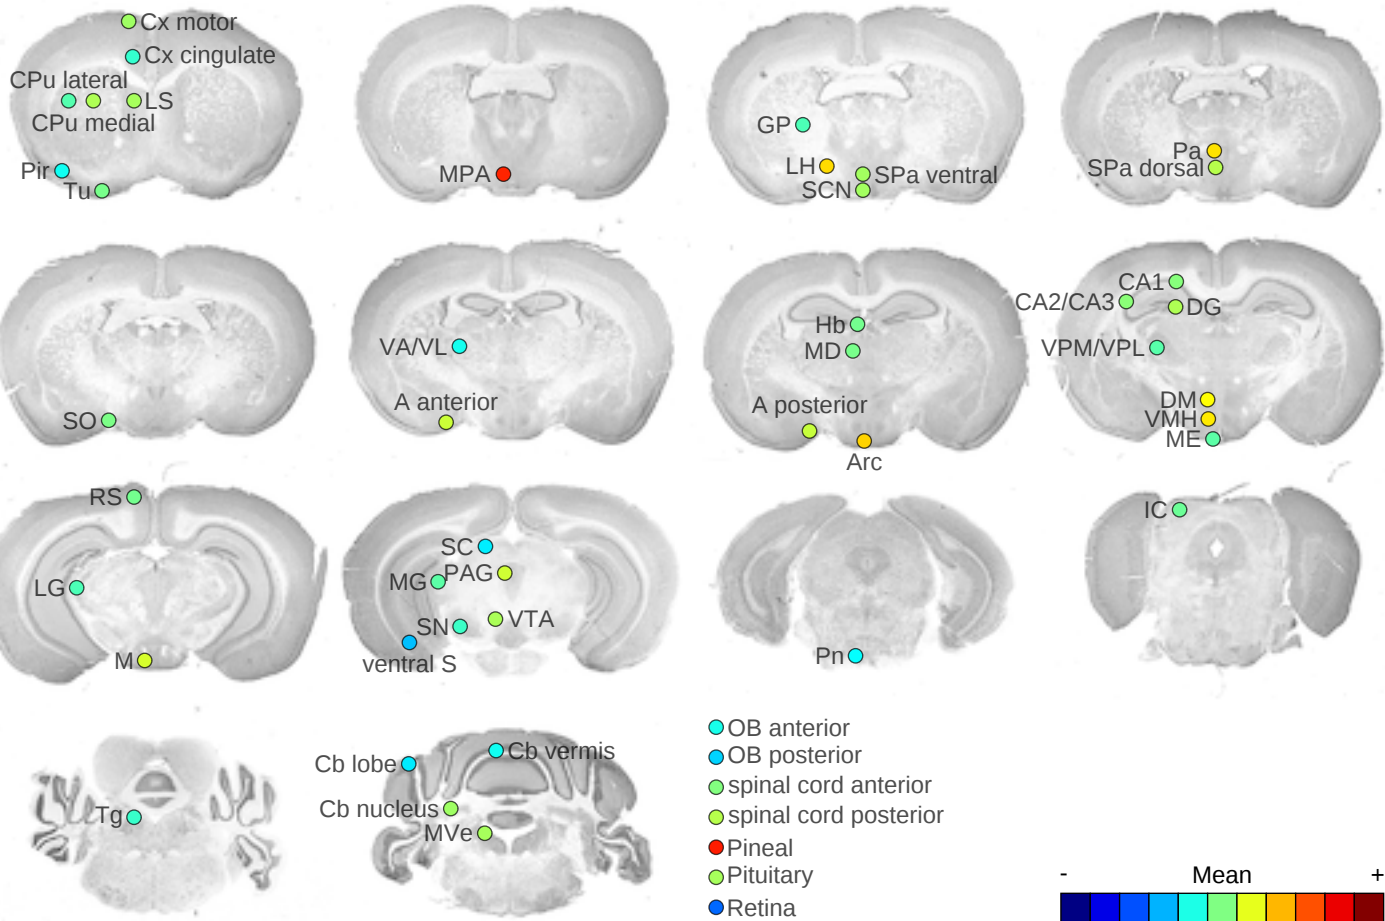 Cx motor
Cx cingulate
CPu lateral
LS
CPu medial
Pir
Tu
MPA
GP
LH
SPa ventral
SCN
Pa
SPa dorsal
SO
VA/VL
A anterior
Hb
MD
A posterior
Arc
CA1
CA2/CA3
DG
VPM/VPL
DM
VMH
ME
RS
LG
M
SC
MG
PAG
SN
VTA
ventral S
Pn
IC
Tg
Cb lobe
Cb vermis
Cb nucleus
MVe
OB anterior
OB posterior
spinal cord anterior
spinal cord posterior
Pineal
Pituitary
Retina
- Mean +